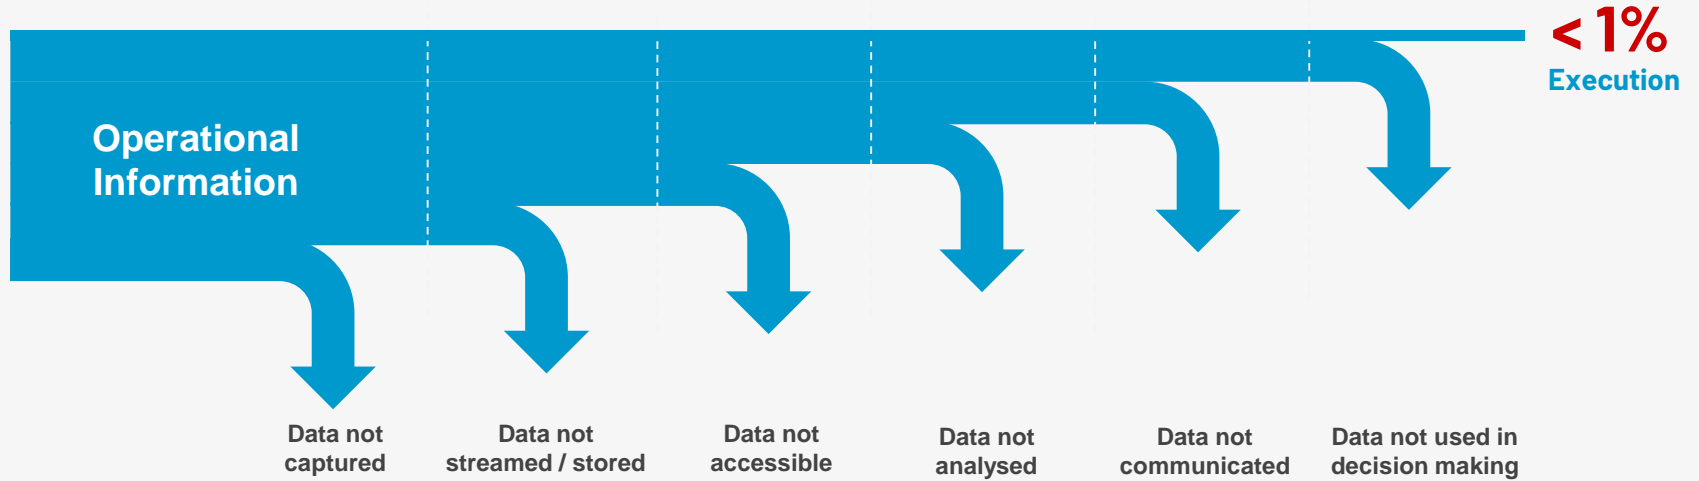 < 1%
Execution
Operational
Information
Data not
captured
Data not
streamed / stored
Data not
accessible
Data not
analysed
Data not
communicated
Data not used in
decision making